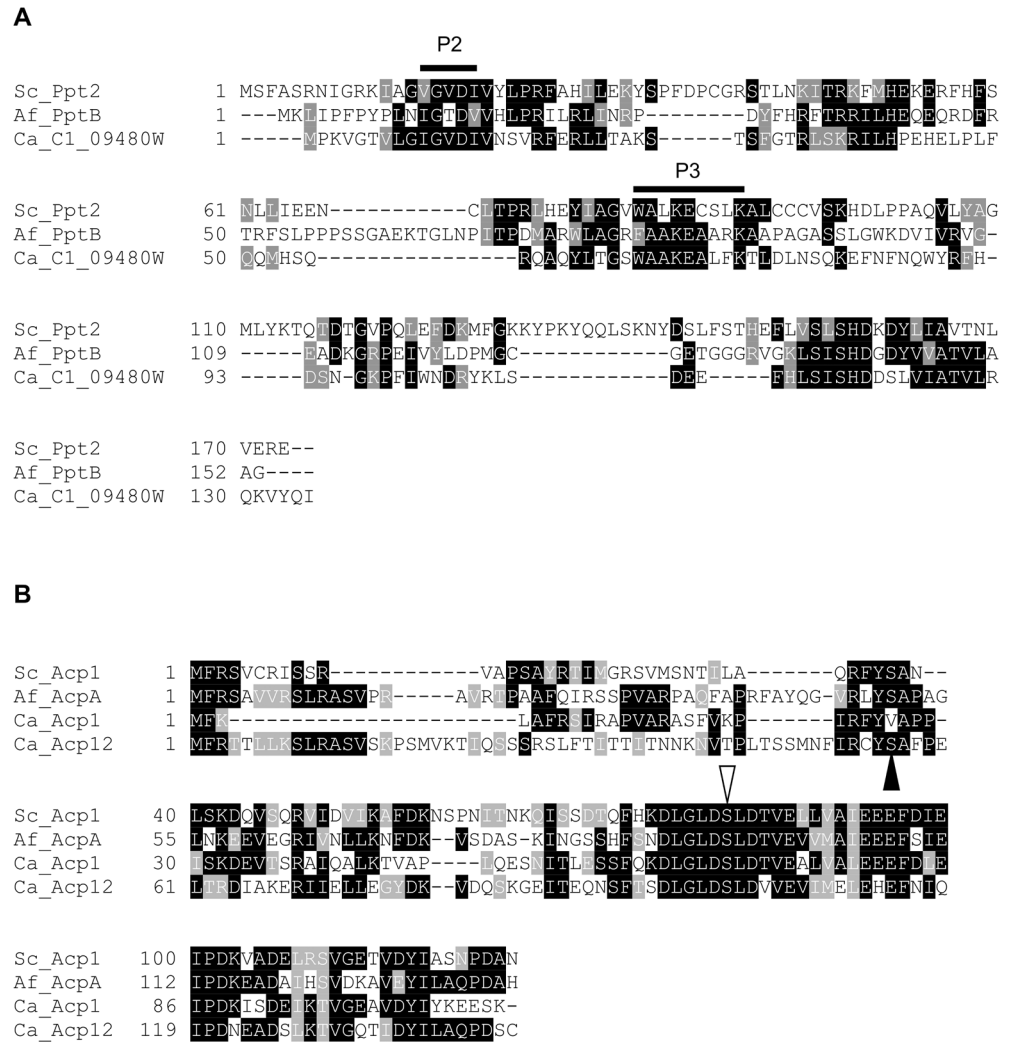 A
P2
Sc_Ppt2 1 MSFASRNIGRKIAGVGVDIVYLPRFAHILEKYSPFDPCGRSTLNKITRKFMHEKERFHFS
Af_PptB 1 ---MKLIPFPYPLNIGTDVVHLPRILRLINRP--------DYFHRFTRRILHEQEQRDFR
Ca_C1_09480W 1 -----MPKVGTVLGIGVDIVNSVRFERLLTAKS------TSFGTRLSKRILHPEHELPLF
P3
Sc_Ppt2 61 NLLIEEN-----------CLTPRLHEYIAGVWALKECSLKALCCCVSKHDLPPAQVLYAG
Af_PptB 50 TRFSLPPPSSGAEKTGLNPITPDMARWLAGRFAAKEAARKAAPAGASSLGWKDVIVRVG-
Ca_C1_09480W 50 QQMHSQ----------------RQAQYLTGSWAAKEALFKTLDLNSQKEFNFNQWYRFH-
Sc_Ppt2 110 MLYKTQTDTGVPQLEFDKMFGKKYPKYQQLSKNYDSLFSTHEFLVSLSHDKDYLIAVTNL
Af_PptB 109 -----EADKGRPEIVYLDPMGC------------GETGGGRVGKLSISHDGDYVVATVLA
Ca_C1_09480W 93 -----DSN-GKPFIWNDRYKLS------------DEE-----FHLSISHDDSLVIATVLR
Sc_Ppt2 170 VERE--
Af_PptB 152 AG----
Ca_C1_09480W 130 QKVYQI
B
Sc_Acp1 1 MFRSVCRISSR------------VAPSAYRTIMGRSVMSNTILA-------QRFYSAN--
Af_AcpA 1 MFRSAVVRSLRASVPR-----AVRTPAAFQIRSSPVARPAQFAPRFAYQG-VRLYSAPAG
Ca_Acp1 1 MFK-----------------------LAFRSIRAPVARASFVKP-------IRFYVAPP-
Ca_Acp12 1 MFRTTLLKSLRASVSKPSMVKTIQSSSRSLFTITTITNNKNVTPLTSSMNFIRCYSAFPE
Sc_Acp1 40 LSKDQVSQRVIDVIKAFDKNSPNITNKQISSDTQFHKDLGLDSLDTVELLVAIEEEFDIE
Af_AcpA 55 LNKEEVEGRIVNLLKNFDK--VSDAS-KINGSSHFSNDLGLDSLDTVEVVMAIEEEFSIE
Ca_Acp1 30 ISKDEVTSRAIQALKTVAP----LQESNITLESSFQKDLGLDSLDTVEALVALEEEFDLE
Ca_Acp12 61 LTRDIAKERIIELLEGYDK--VDQSKGEITEQNSFTSDLGLDSLDVVEVIMELEHEFNIQ
Sc_Acp1 100 IPDKVADELRSVGETVDYIASNPDAN
Af_AcpA 112 IPDKEADAIHSVDKAVEYILAQPDAH
Ca_Acp1 86 IPDKISDEIKTVGEAVDYIYKEESK-
Ca_Acp12 119 IPDNEADSLKTVGQTIDYILAQPDSC